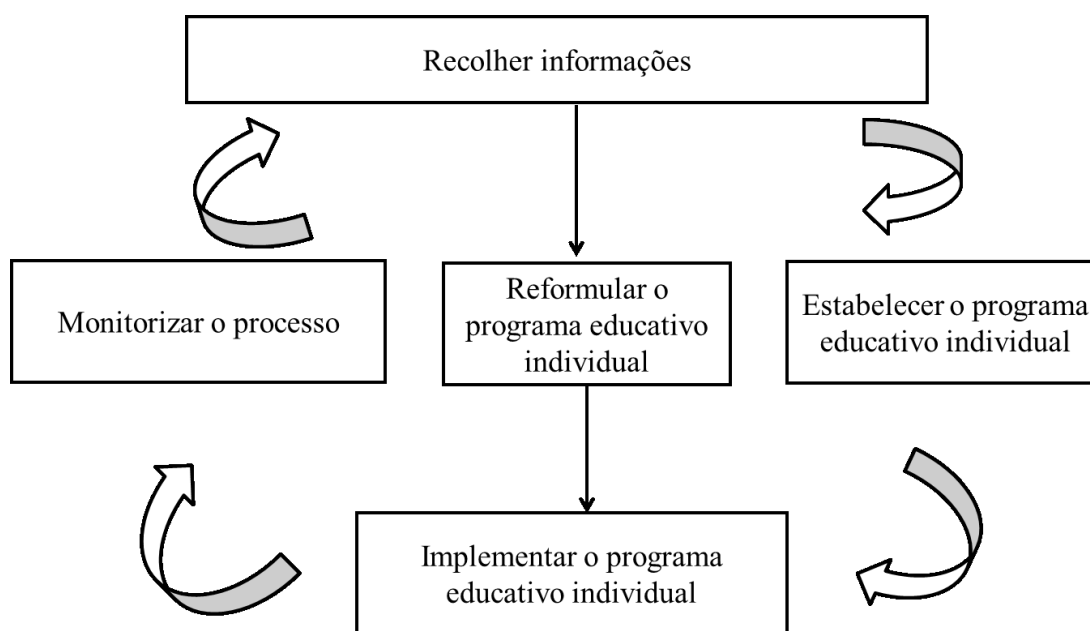 Recolher informações
Monitorizar o processo
Reformular o
programa educativo
individual
Estabelecer o programa
educativo individual
Implementar o programa
educativo individual